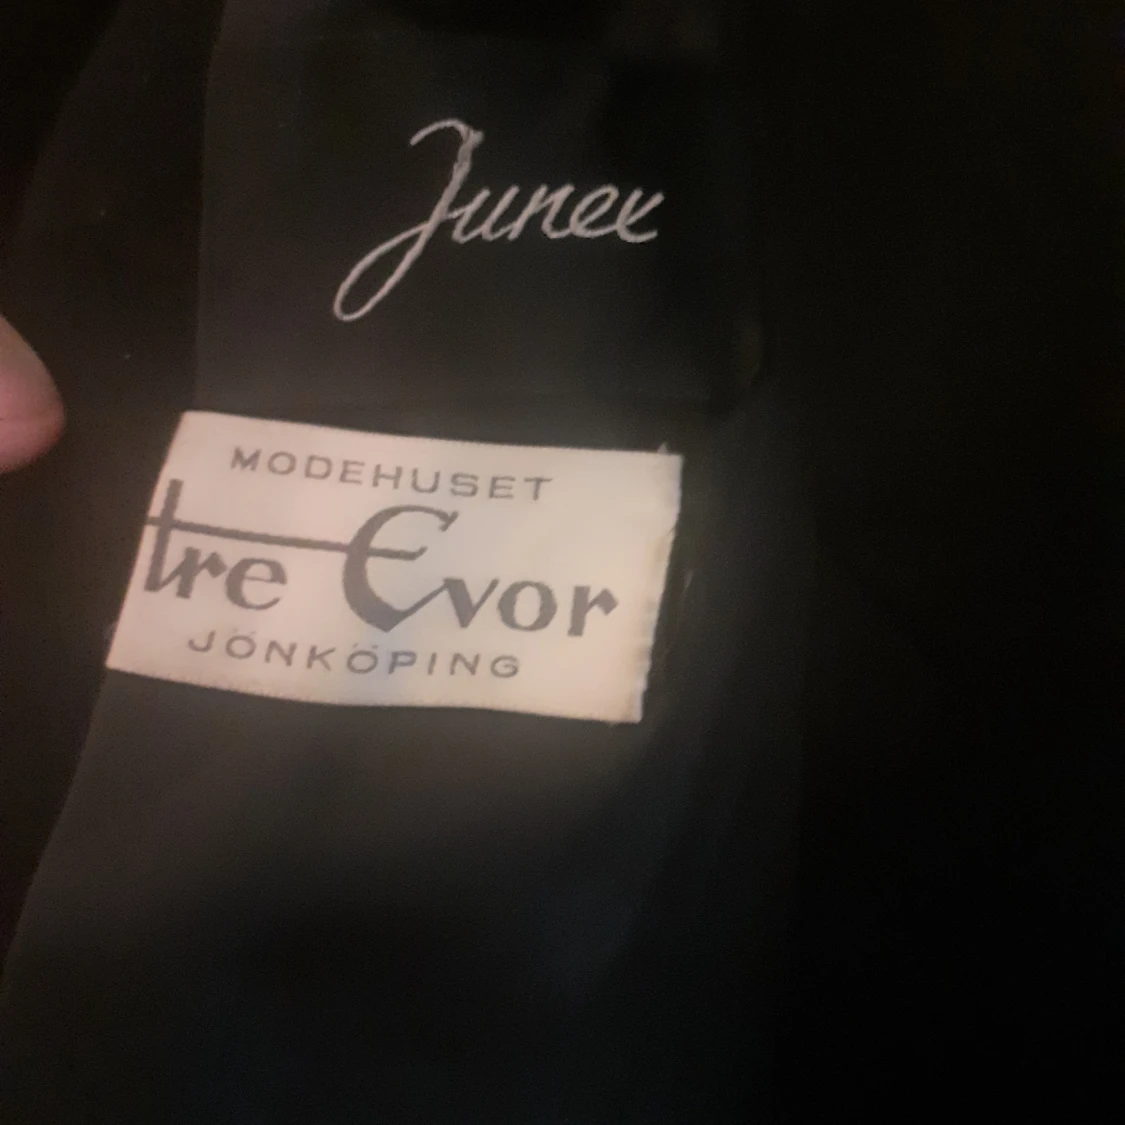 Junex
MODEHUSET
tre Evor
JÖNKÖPING